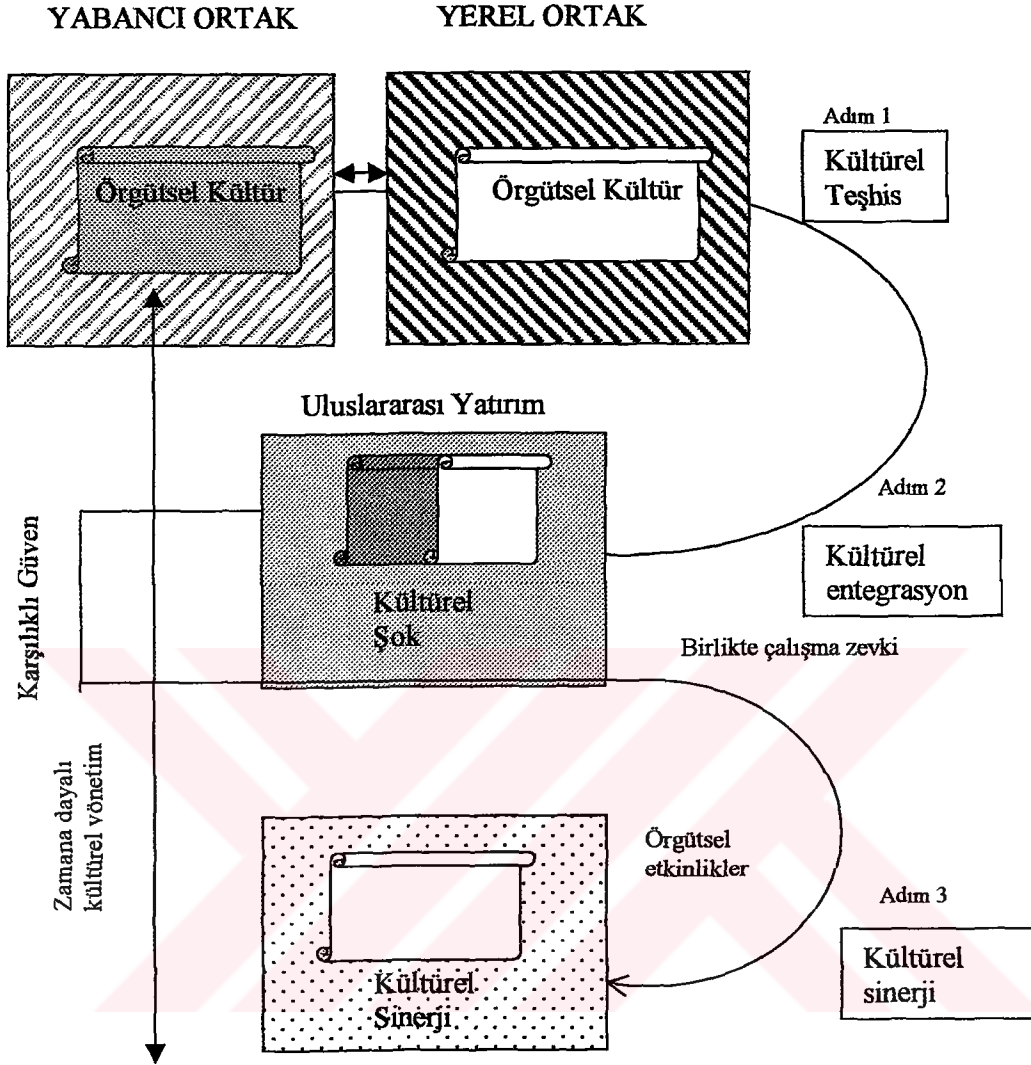 YABANCI ORTAK
YEREL ORTAK
Örgütsel Kültür
Örgütsel Kültür
Adım 1
Kültürel
Teşhis
Uluslararası Yatırım
Kültürel
Şok
Adım 2
Kültürel
entegrasyon
Karşılıklı Güven
Birlikte çalışma zevki
Zamana dayalı
kültürel yönetim
Örgütsel
etkinlikler
Kültürel
Sinerji
Adım 3
Kültürel
sinerji